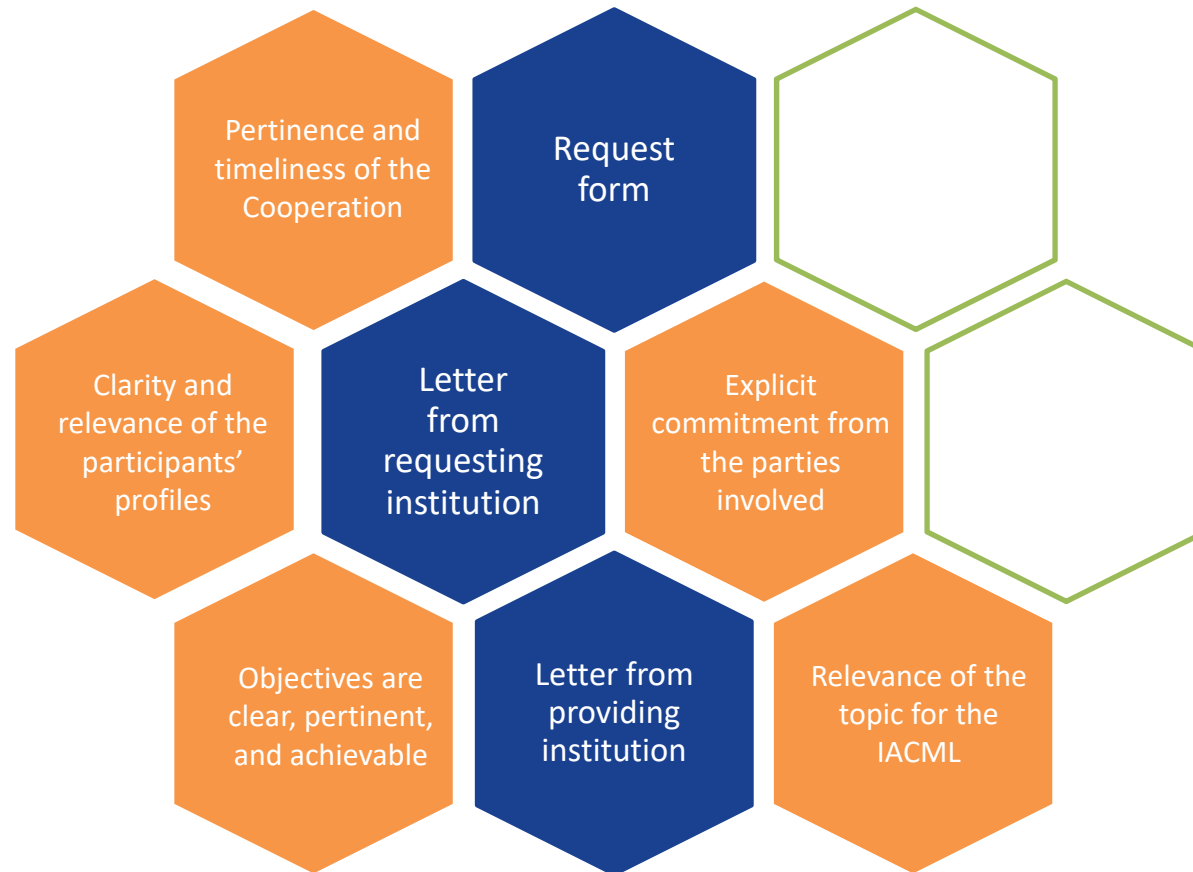 Pertinence and
timeliness of the
Cooperation
Request
form
Clarity and
relevance of the
participants’
profiles
Letter
from
requesting
institution
Explicit
commitment from
the parties
involved
Objectives are
clear, pertinent,
and achievable
Letter from
providing
institution
Relevance of the
topic for the
IACML